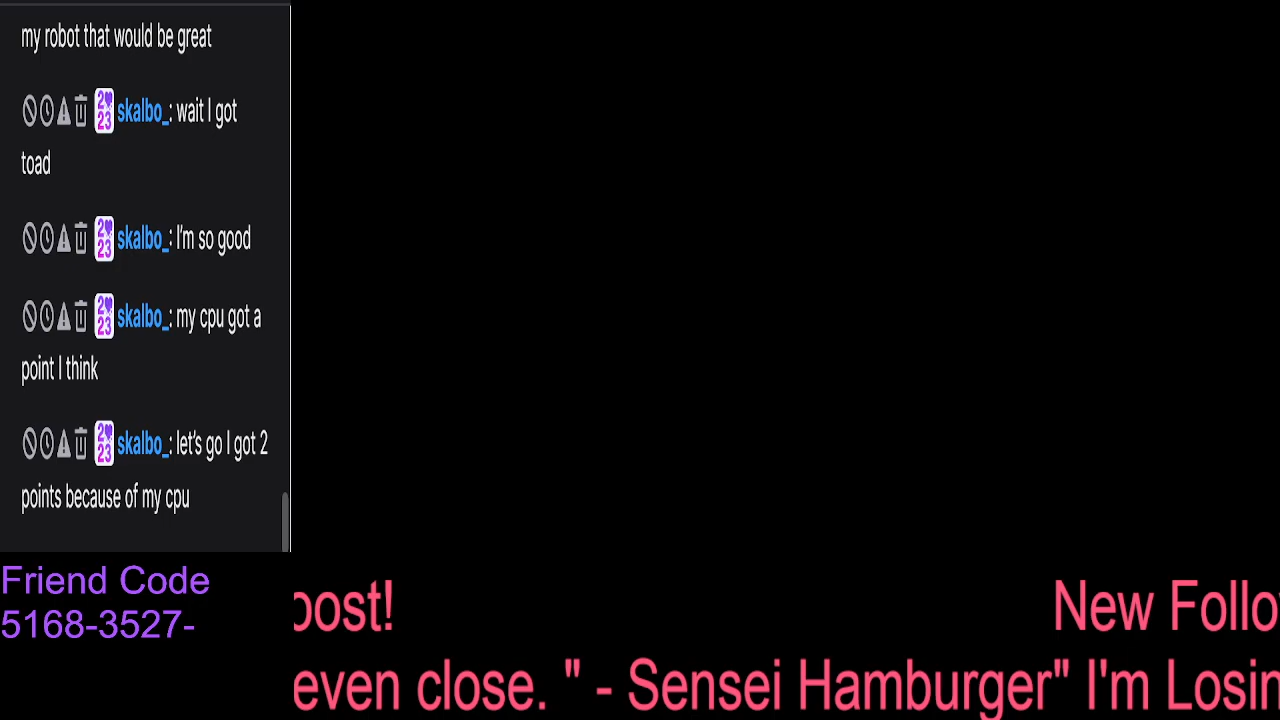 my robot that would be great
skalbo_: wait I got
toad
skalbo_: I'm so good
skalbo_: my cpu got a
point I think
skalbo_: let's go I got 2
points because of my cpu
Friend Code
5168-3527-
post! New Follo
even close. " - Sensei Hamburger" I'm Losin